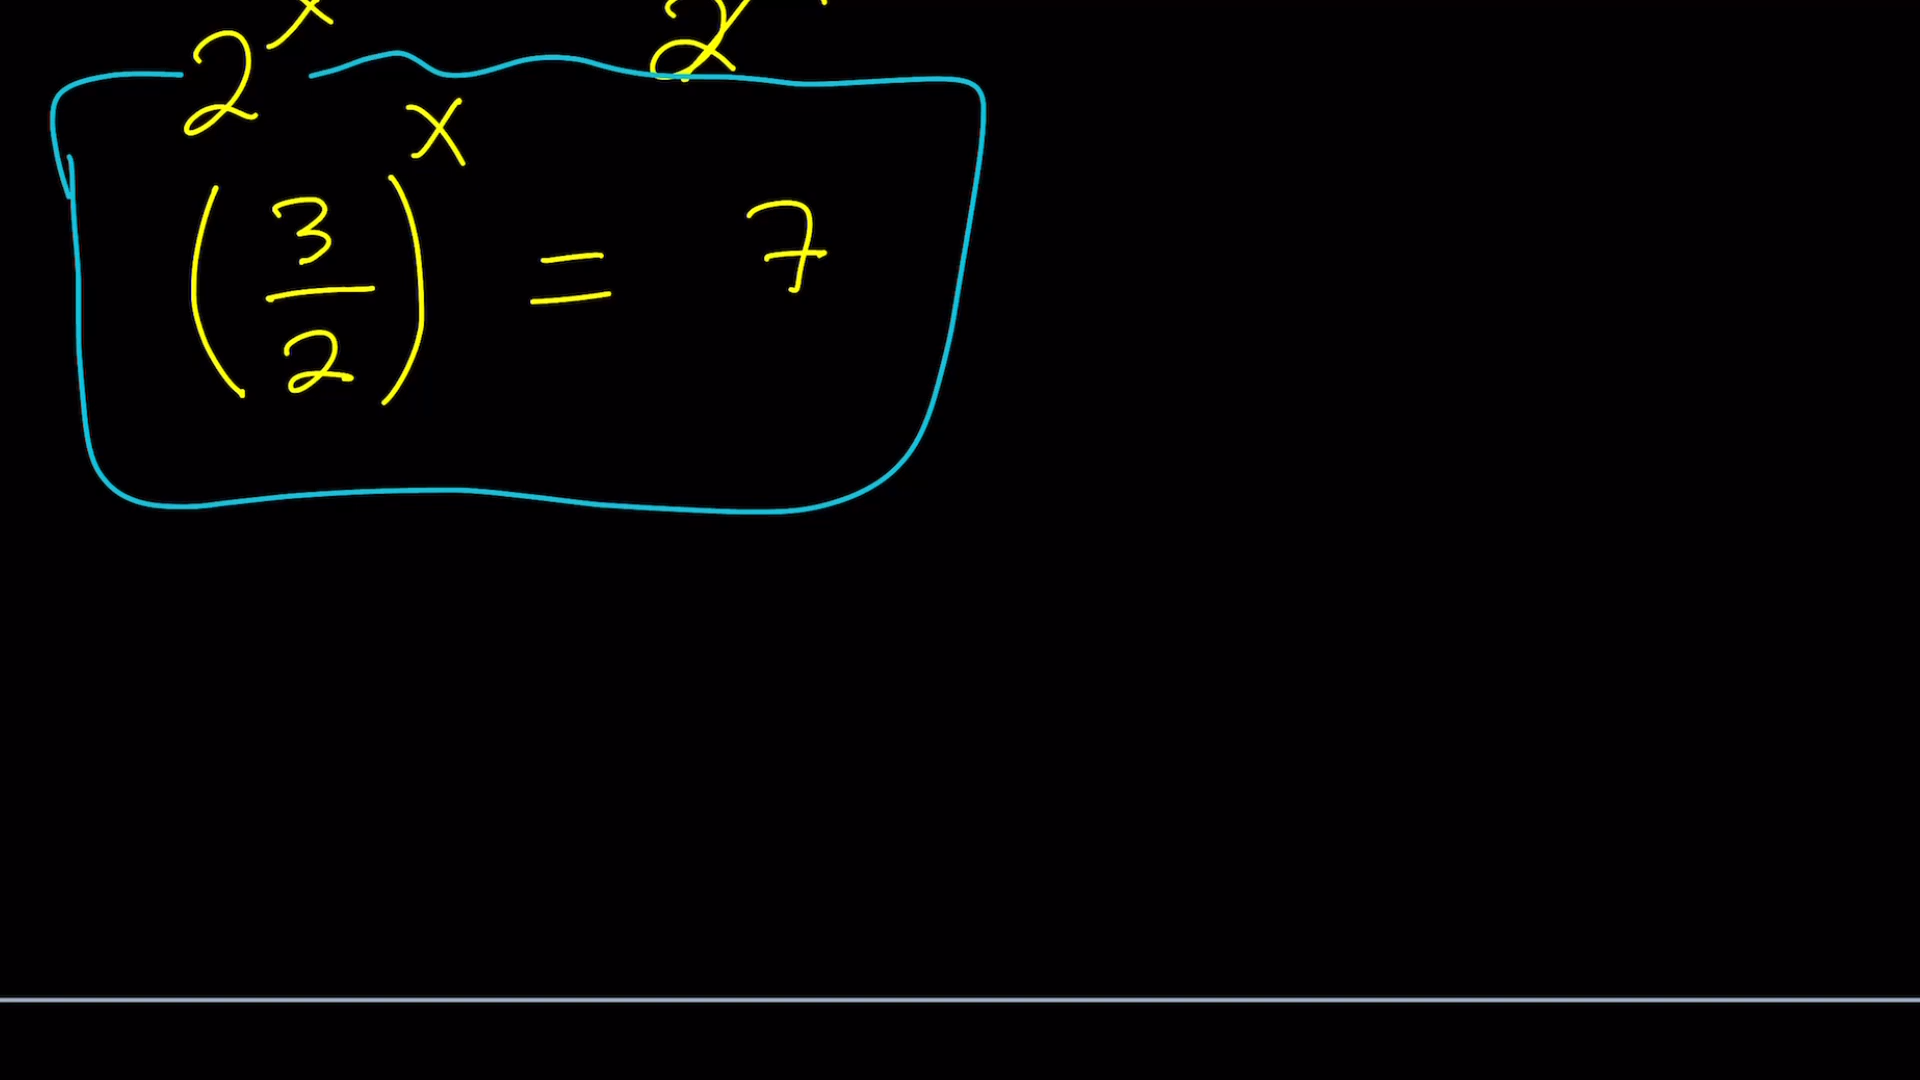 2^x 2
(3/2)^x = 7